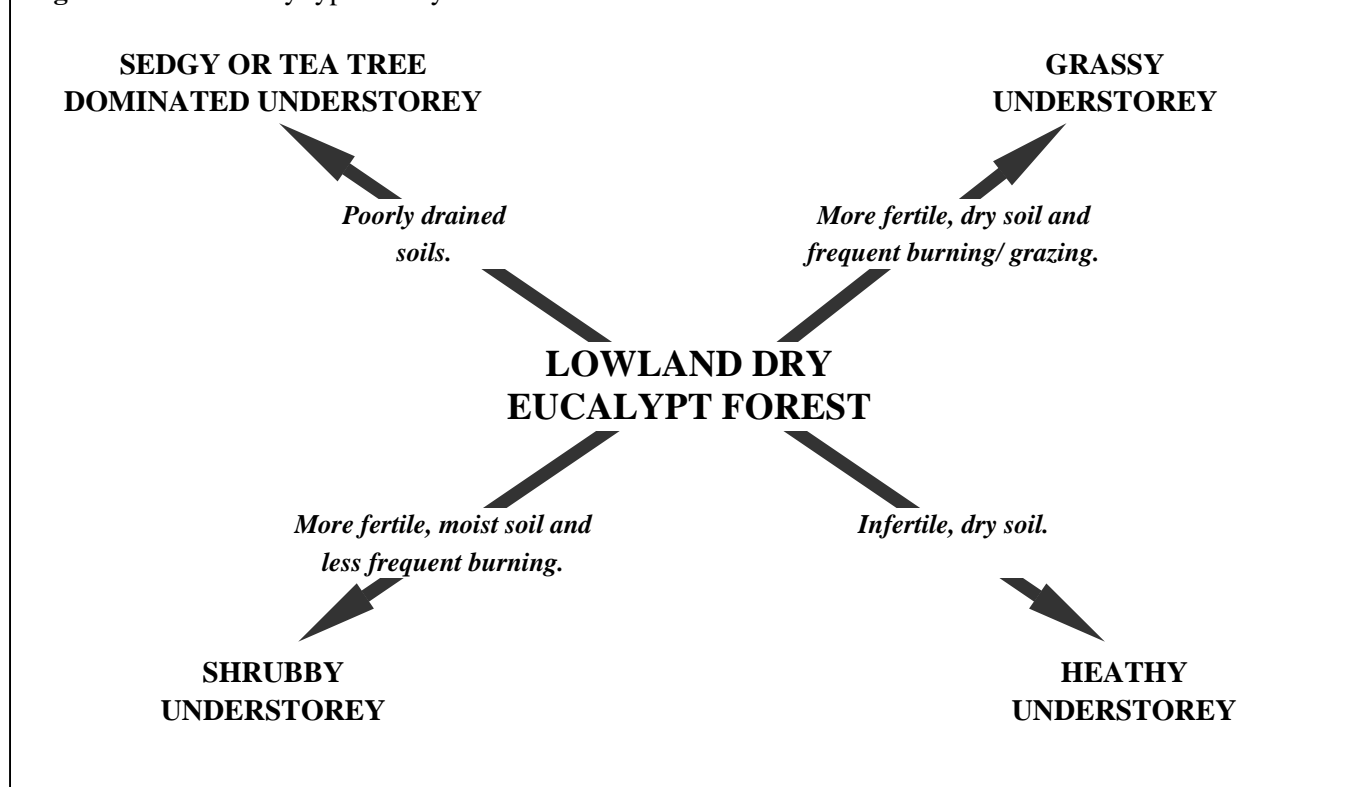 SEDGY OR TEA TREE
DOMINATED UNDERSTOREY
GRASSY
UNDERSTOREY
Poorly drained
soils.
More fertile, dry soil and
frequent burning/ grazing.
LOWLAND DRY
EUCALYPT FOREST
More fertile, moist soil and
less frequent burning.
Infertile, dry soil.
SHRUBBY
UNDERSTOREY
HEATHY
UNDERSTOREY